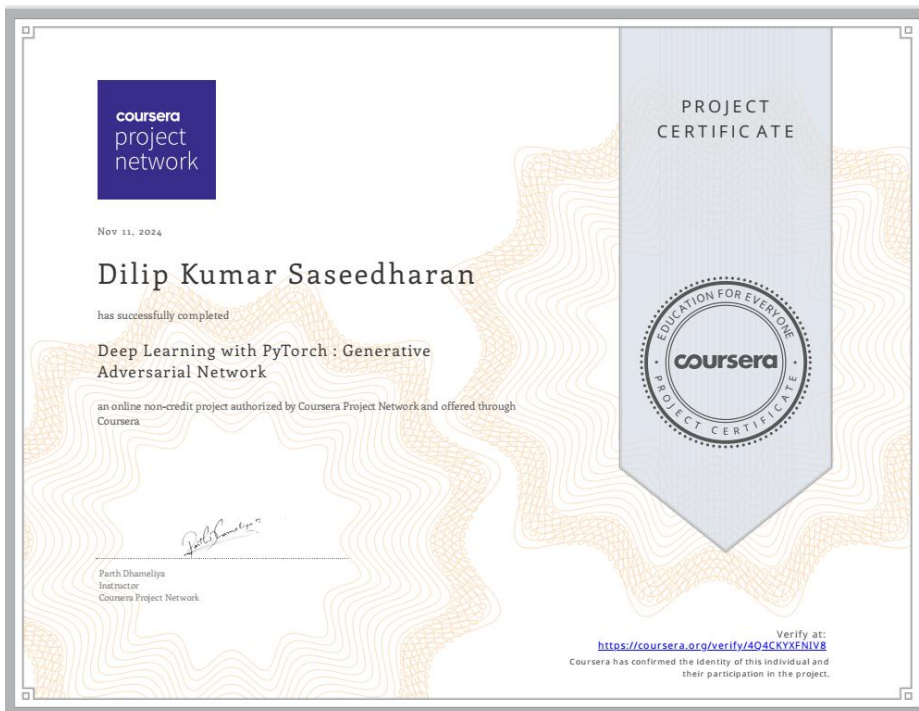 coursera
project
network
PROJECT
CERTIFICATE
Nov 11, 2024
Dilip Kumar Saseedharan
has successfully completed
Deep Learning with PyTorch : Generative
Adversarial Network
an online non-credit project authorized by Coursera Project Network and offered through
Coursera
EDUCATION FOR EVERYONE
coursera
PROJECT CERTIFICATE
Parth Dhameliya
Parth Dhameliya
Instructor
Coursera Project Network
Verify at:
https://coursera.org/verify/4Q4CKYXFNIV8
Coursera has confirmed the identity of this individual and
their participation in the project.